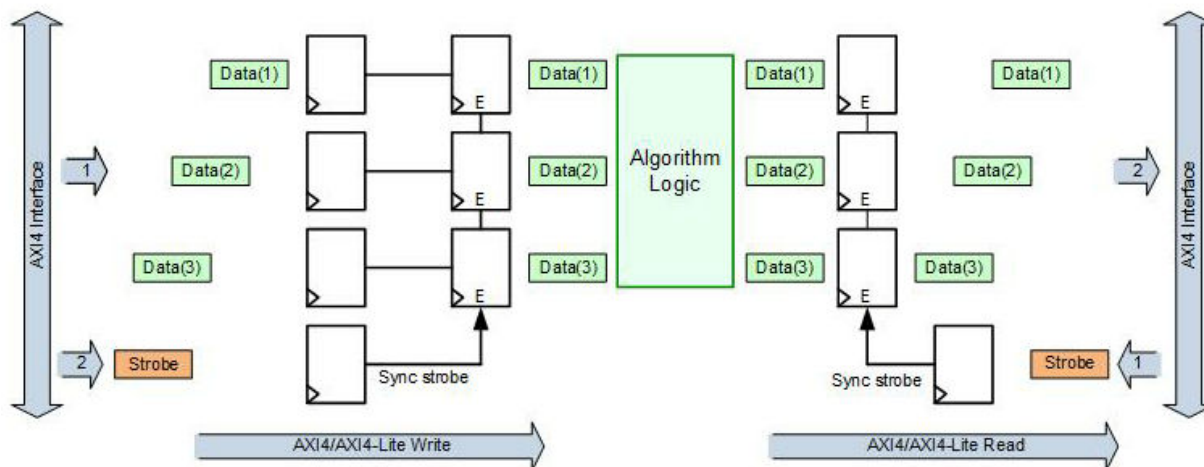 Data(1)
E
Data(1)
Data(1)
E
Data(1)
AXI4 Interface
1
Data(2)
E
Data(2)
Algorithm
Logic
Data(2)
E
Data(2)
2
AXI4 Interface
Data(3)
E
Data(3)
Data(3)
E
Data(3)
2
Strobe
Sync strobe
Sync strobe
Strobe
1
AXI4/AXI4-Lite Write
AXI4/AXI4-Lite Read